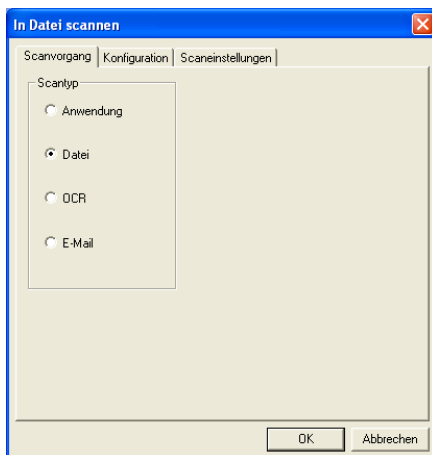 In Datei scannen
Scanvorgang Konfiguration Scaneinstellungen
Scantyp
Anwendung
Datei
OCR
E-Mail
OK Abbrechen